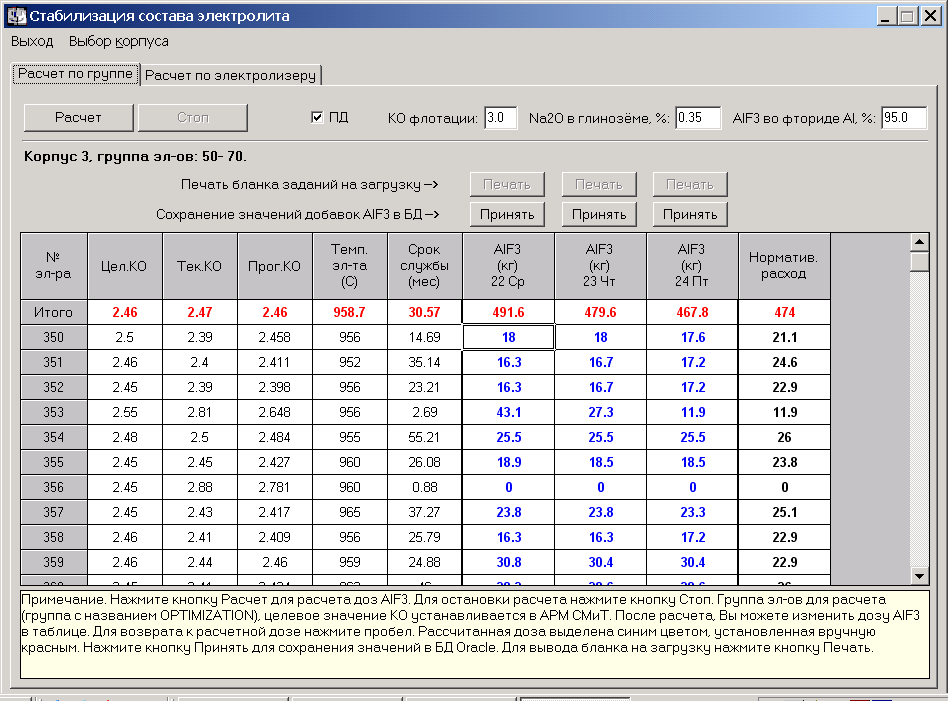 Стабилизация состава электролита
Выход Выбор корпуса
Расчет по группе Расчет по электролизеру
Расчет Стоп ПД КО флотации: 3.0 Na2O в глинозёме, %: 0.35 AlF3 во фториде Al, %: 95.0
Корпус 3, группа эл-ов: 50- 70.
Печать бланка заданий на загрузку –> Печать Печать Печать
Сохранение значений добавок AlF3 в БД –> Принять Принять Принять
№ эл-ра Цел.КО Тек.КО Прог.КО Темп. эл-та (С) Срок службы (мес) AlF3 (кг) 22 Ср AlF3 (кг) 23 Чт AlF3 (кг) 24 Пт Норматив. расход
Итого 2.46 2.47 2.46 958.7 30.57 491.6 479.6 467.8 474
350 2.5 2.39 2.458 956 14.69 18 18 17.6 21.1
351 2.46 2.4 2.411 952 35.14 16.3 16.7 17.2 24.6
352 2.45 2.39 2.398 956 23.21 16.3 16.7 17.2 22.9
353 2.55 2.81 2.648 956 2.69 43.1 27.3 11.9 11.9
354 2.48 2.5 2.484 955 55.21 25.5 25.5 25.5 26
355 2.45 2.45 2.427 960 26.08 18.9 18.5 18.5 23.8
356 2.45 2.88 2.781 960 0.88 0 0 0 0
357 2.45 2.43 2.417 965 37.27 23.8 23.8 23.3 25.1
358 2.46 2.41 2.409 956 25.79 16.3 16.3 17.2 22.9
359 2.46 2.44 2.46 959 24.88 30.8 30.4 30.4 22.9
Примечание. Нажмите кнопку Расчет для расчета доз AlF3. Для остановки расчета нажмите кнопку Стоп. Группа эл-ов для расчета
(группа с названием OPTIMIZATION), целевое значение КО устанавливается в АРМ СМиТ. После расчета, Вы можете изменить дозу AlF3
в таблице. Для возврата к расчетной дозе нажмите пробел. Рассчитанная доза выделена синим цветом, установленная вручную
красным. Нажмите кнопку Принять для сохранения значений в БД Oracle. Для вывода бланка на загрузку нажмите кнопку Печать.